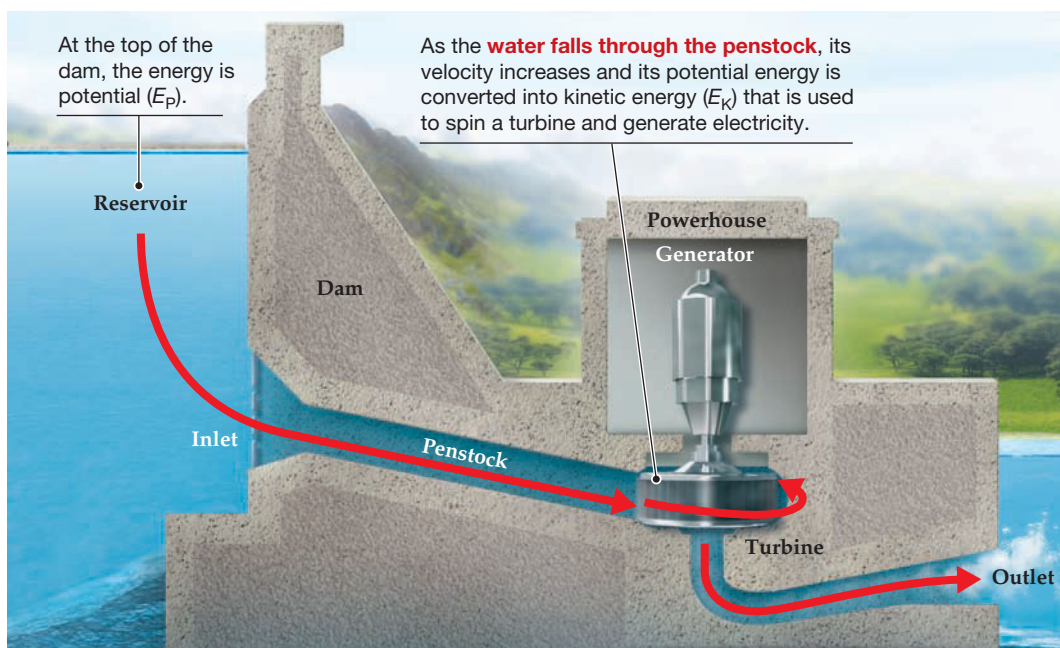 At the top of the
dam, the energy is
potential (Eₚ).
As the water falls through the penstock, its
velocity increases and its potential energy is
converted into kinetic energy (Eₖ) that is used
to spin a turbine and generate electricity.
Reservoir
Powerhouse
Generator
Dam
Inlet
Penstock
Turbine
Outlet